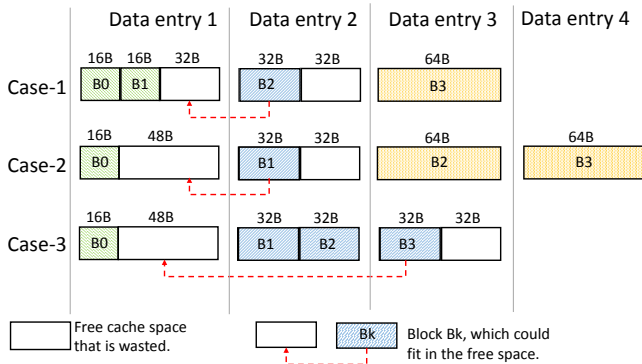 Data entry 1 Data entry 2 Data entry 3 Data entry 4
16B 16B 32B 32B 32B 64B
Case-1 B0 B1 B2 B3
16B 48B 32B 32B 64B 64B
Case-2 B0 B1 B2 B3
16B 48B 32B 32B 32B 32B
Case-3 B0 B1 B2 B3
Free cache space
that is wasted.
Bk
Block Bk, which could
fit in the free space.